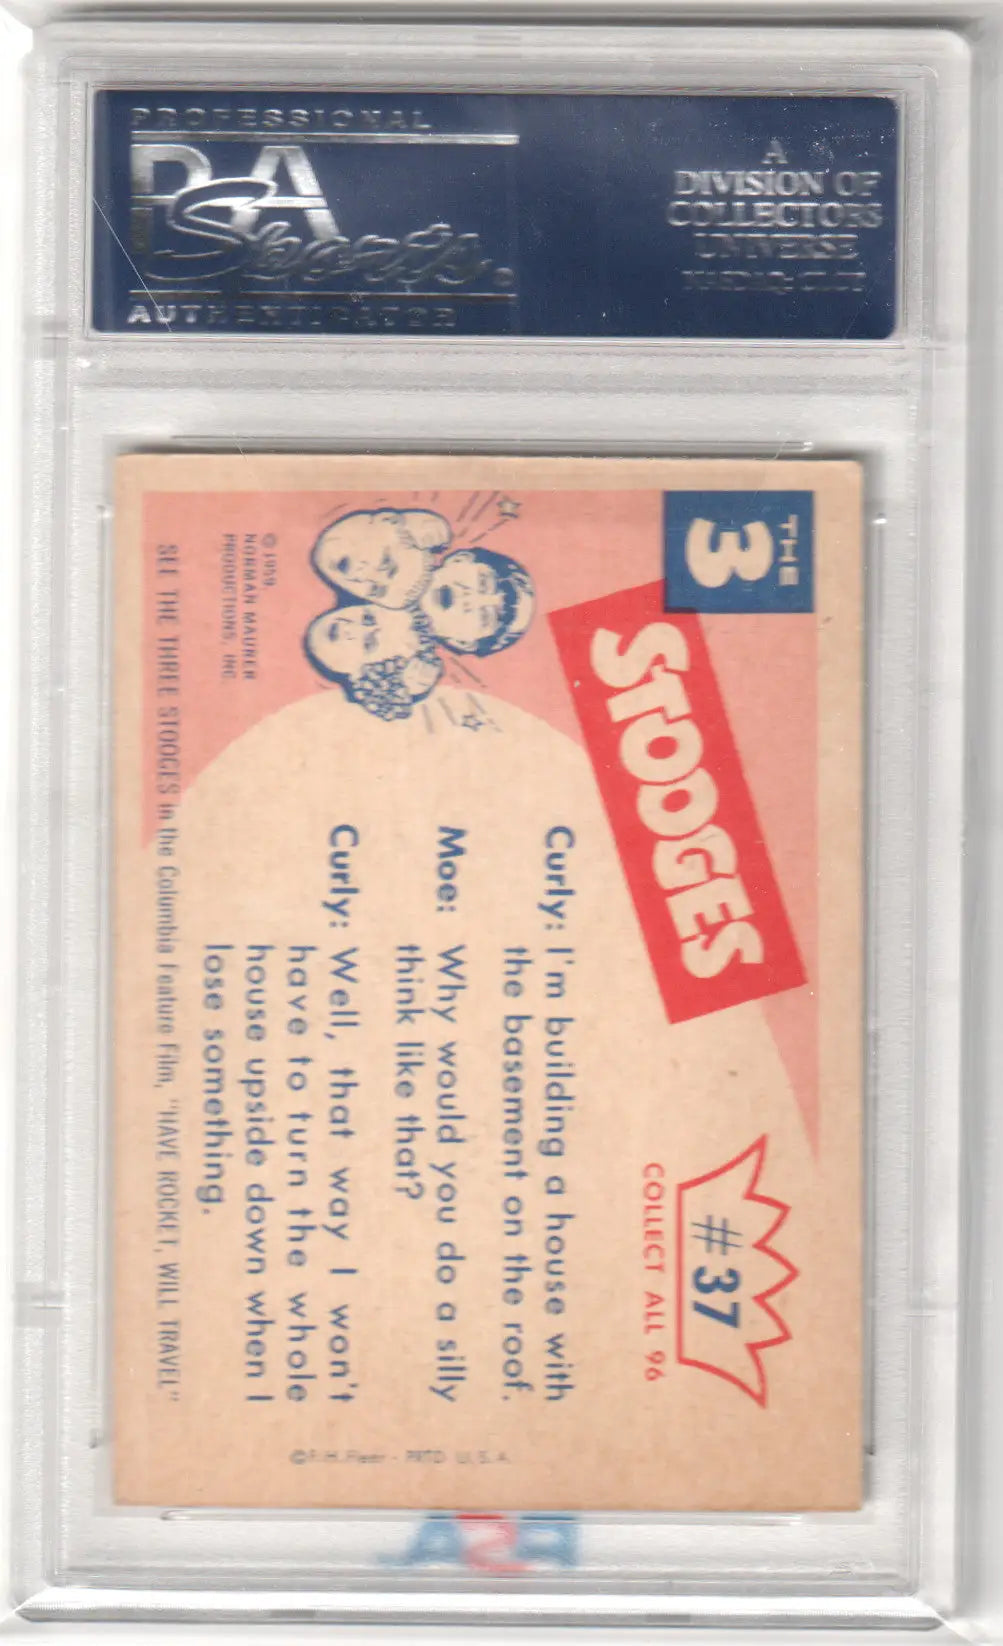 PROFESSIONAL
PSA
Sports
AUTHENTICATOR
A
DIVISION OF
COLLECTORS
UNIVERSE
NASDAQ: CLCT
THE
3
STOOGES
#37
COLLECT ALL 96
Curly: I'm building a house with
the basement on the roof.
Moe: Why would you do a silly
think like that?
Curly: Well, that way I won't
have to turn the whole
house upside down when I
lose something.
© 1959,
NORMAN MAURER
PRODUCTIONS, INC.
SEE THE THREE STOOGES in the Columbia Feature Film, "HAVE ROCKET, WILL TRAVEL"
©F.H.Fleer - PRTD U.S.A.
PSA